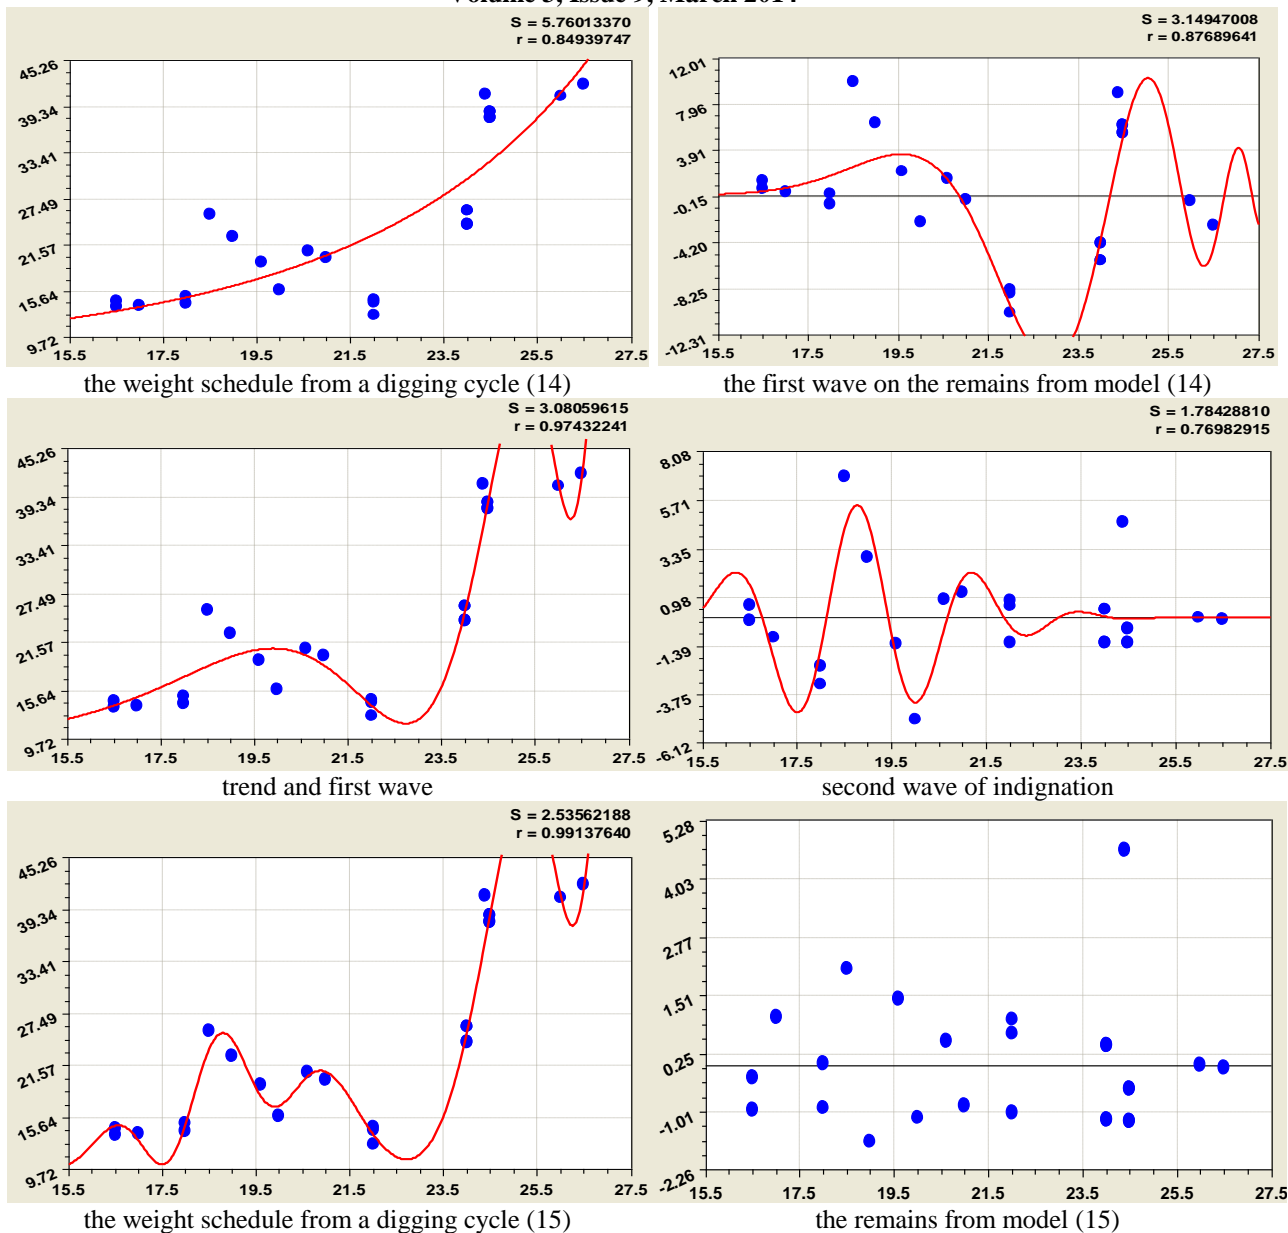 Volume 3, Issue 9, March 2014
S = 5.76013370
r = 0.84939747
45.26
39.34
33.41
27.49
21.57
15.64
9.72
15.5 17.5 19.5 21.5 23.5 25.5 27.5
the weight schedule from a digging cycle (14)
S = 3.14947008
r = 0.87689641
12.01
7.96
3.91
-0.15
-4.20
-8.25
-12.31
15.5 17.5 19.5 21.5 23.5 25.5 27.5
the first wave on the remains from model (14)
S = 3.08059615
r = 0.97432241
45.26
39.34
33.41
27.49
21.57
15.64
9.72
15.5 17.5 19.5 21.5 23.5 25.5 27.5
trend and first wave
S = 1.78428810
r = 0.76982915
8.08
5.71
3.35
0.98
-1.39
-3.75
-6.12
15.5 17.5 19.5 21.5 23.5 25.5 27.5
second wave of indignation
S = 2.53562188
r = 0.99137640
45.26
39.34
33.41
27.49
21.57
15.64
9.72
15.5 17.5 19.5 21.5 23.5 25.5 27.5
the weight schedule from a digging cycle (15)
5.28
4.03
2.77
1.51
0.25
-1.01
-2.26
15.5 17.5 19.5 21.5 23.5 25.5 27.5
the remains from model (15)